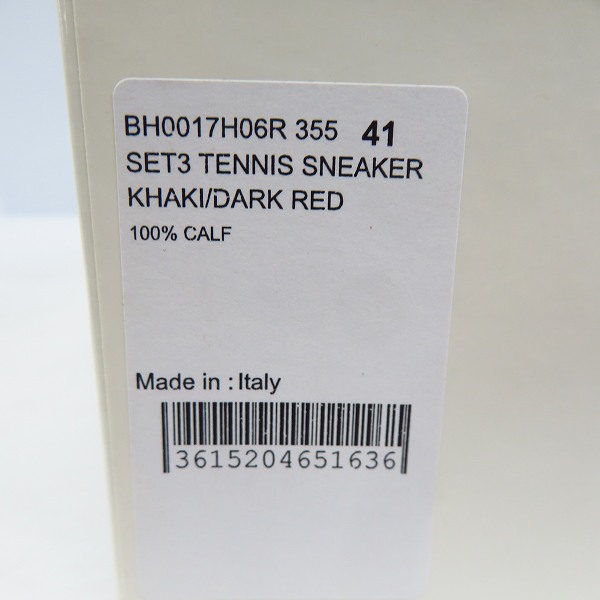 BH0017H06R 355 41
SET3 TENNIS SNEAKER
KHAKI/DARK RED
100% CALF
Made in : Italy
3615204651636